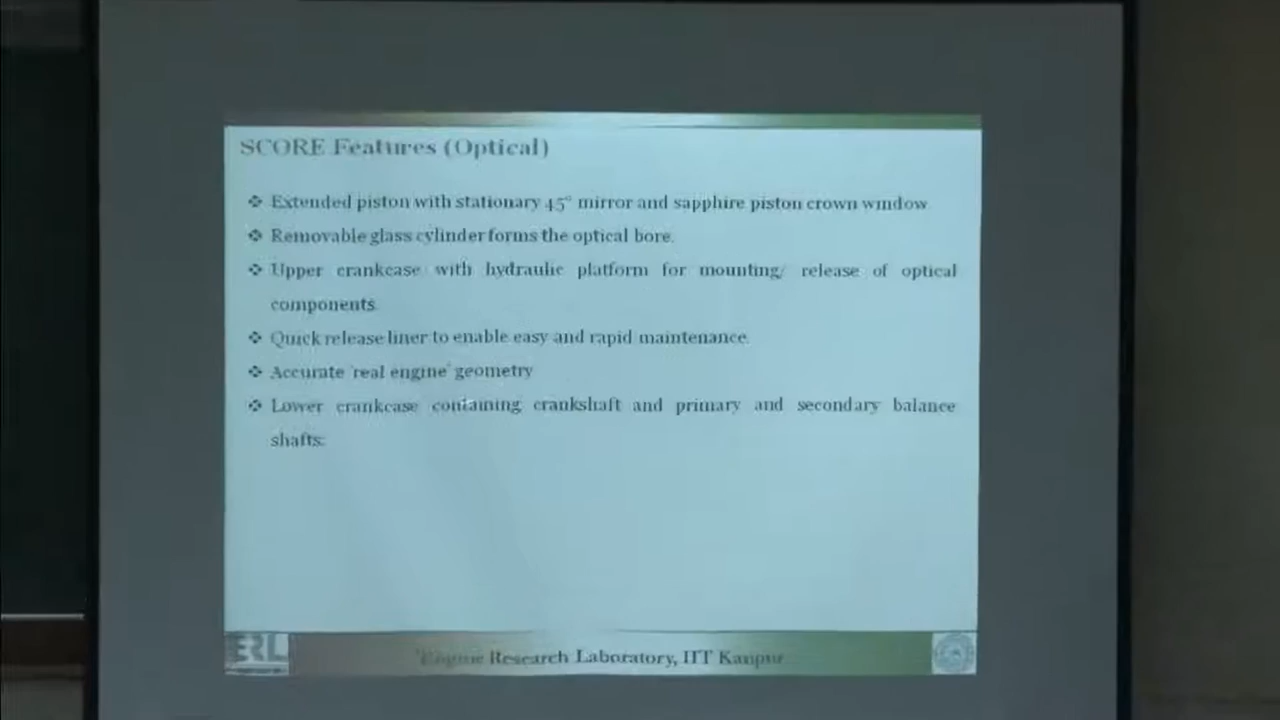 SCORE Features (Optical)
❖ Extended piston with stationary 45° mirror and sapphire piston crown window
❖ Removable glass cylinder forms the optical bore.
❖ Upper crankcase with hydraulic platform for mounting/ release of optical
components.
❖ Quick release liner to enable easy and rapid maintenance.
❖ Accurate 'real engine' geometry
❖ Lower crankcase containing crankshaft and primary and secondary balance
shafts.
ERL
Engine Research Laboratory, IIT Kanpur